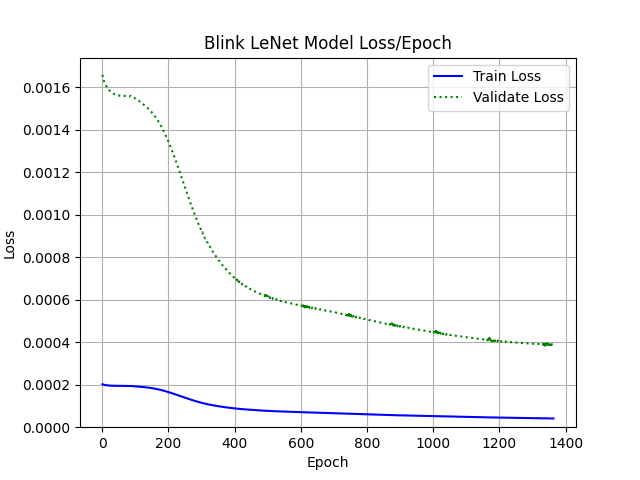 Blink LeNet Model Loss/Epoch
Train Loss
Validate Loss
0.0016
0.0014
0.0012
0.0010
0.0008
0.0006
0.0004
0.0002
0.0000
Loss
0 200 400 600 800 1000 1200 1400
Epoch